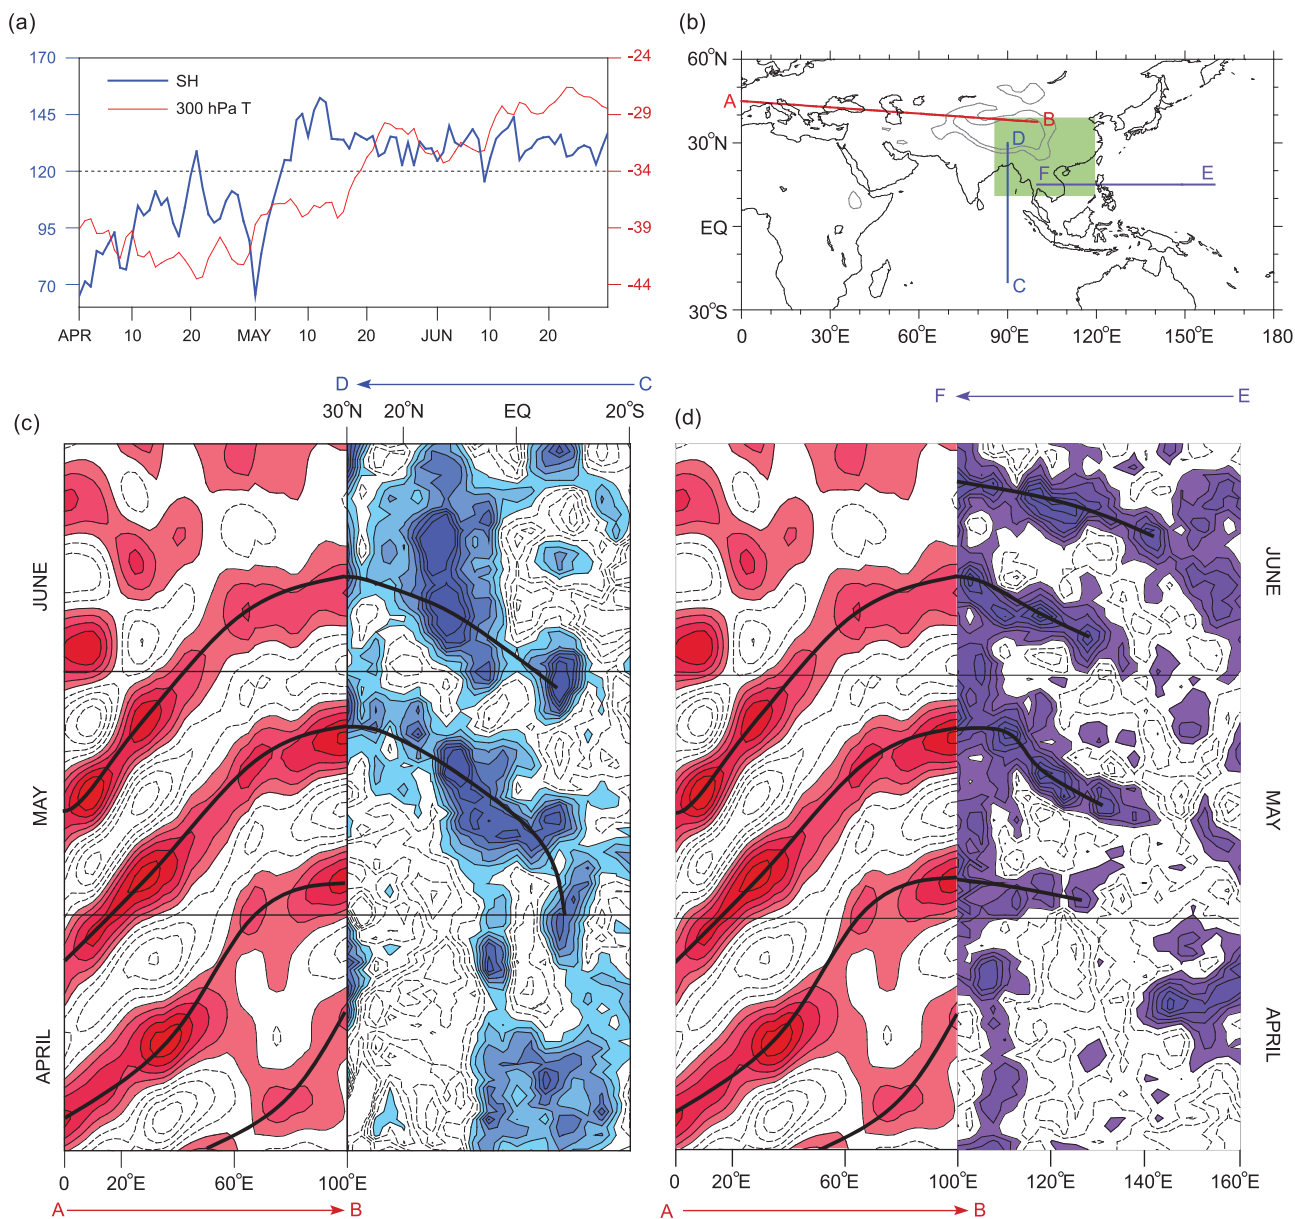 (a)
(b)
170
145
120
95
70
SH
300 hPa T
-24
-29
-34
-39
-44
APR 10 20 MAY 10 20 JUN 10 20
60°N
30°N
EQ
30°S
A
B
D
F
E
C
0 30°E 60°E 90°E 120°E 150°E 180
D C
30°N 20°N EQ 20°S
(c)
JUNE
MAY
APRIL
0 20°E 60°E 100°E
A B
F E
(d)
JUNE
MAY
APRIL
0 20°E 60°E 100°E 120°E 140°E 160°E
A B